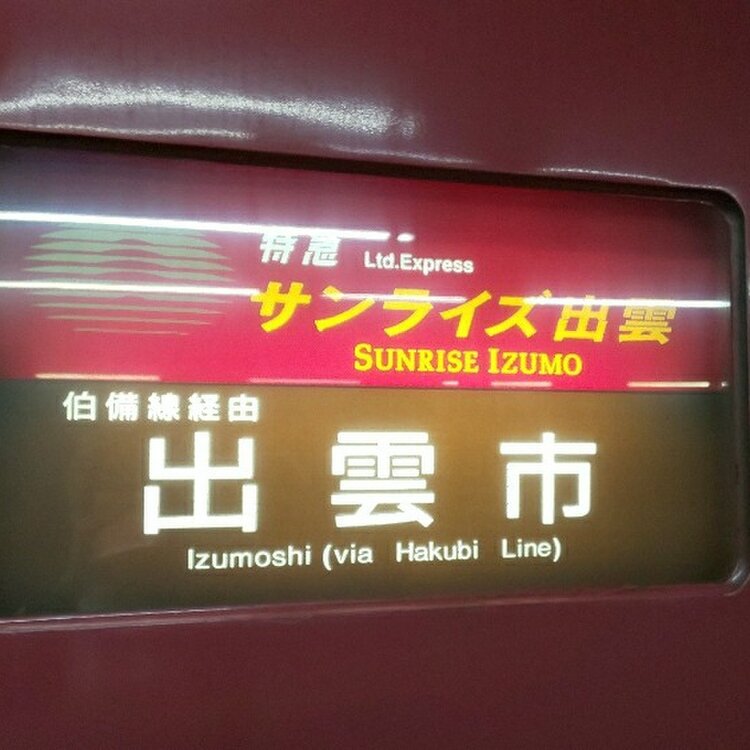 特急 Ltd.Express
サンライズ出雲
SUNRISE IZUMO
伯備線経由
出雲市
Izumoshi (via Hakubi Line)